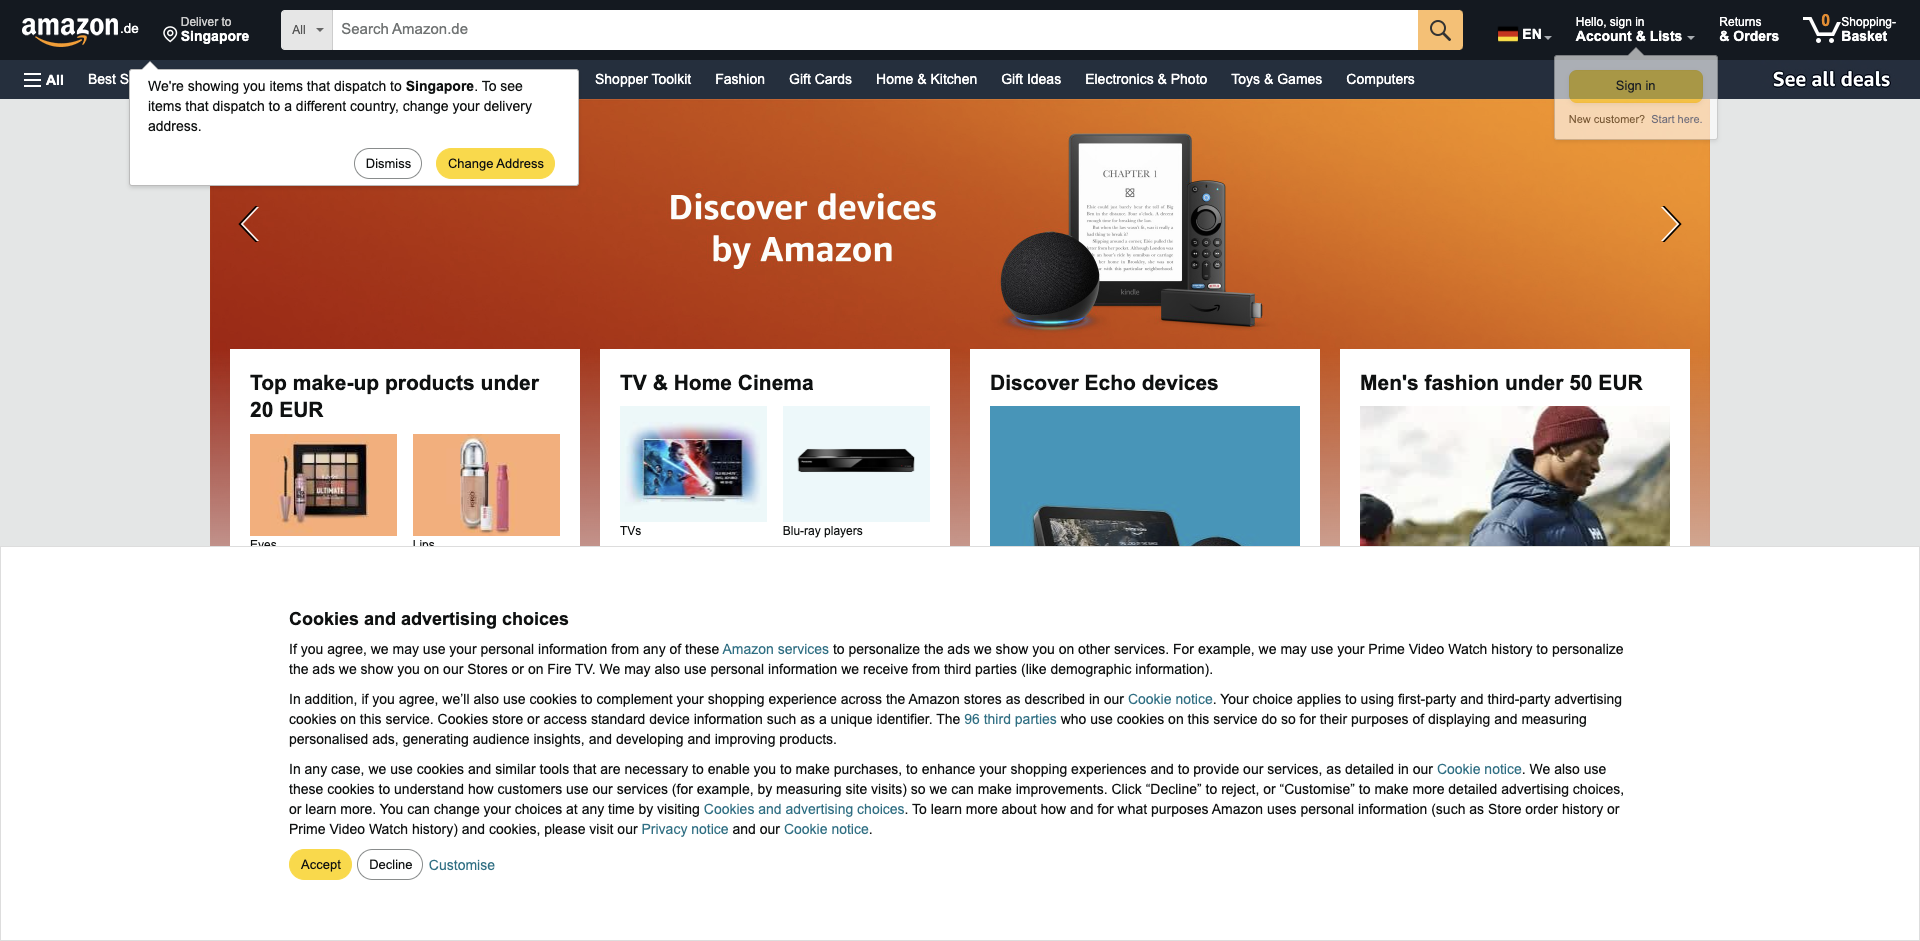 amazon.de
Deliver to
Singapore
All
Search Amazon.de
EN
Hello, sign in
Account & Lists
Returns
& Orders
0
Shopping-
Basket
All
Best S
Shopper Toolkit
Fashion
Gift Cards
Home & Kitchen
Gift Ideas
Electronics & Photo
Toys & Games
Computers
See all deals
We're showing you items that dispatch to Singapore. To see
items that dispatch to a different country, change your delivery
address.
Dismiss
Change Address
Sign in
New customer? Start here.
Discover devices
by Amazon
CHAPTER 1
kindle
Top make-up products under
20 EUR
ULTIMATE
Eyes
Lips
TV & Home Cinema
TVs
Blu-ray players
Discover Echo devices
Men's fashion under 50 EUR
HH
Cookies and advertising choices
If you agree, we may use your personal information from any of these Amazon services to personalize the ads we show you on other services. For example, we may use your Prime Video Watch history to personalize
the ads we show you on our Stores or on Fire TV. We may also use personal information we receive from third parties (like demographic information).
In addition, if you agree, we’ll also use cookies to complement your shopping experience across the Amazon stores as described in our Cookie notice. Your choice applies to using first-party and third-party advertising
cookies on this service. Cookies store or access standard device information such as a unique identifier. The 96 third parties who use cookies on this service do so for their purposes of displaying and measuring
personalised ads, generating audience insights, and developing and improving products.
In any case, we use cookies and similar tools that are necessary to enable you to make purchases, to enhance your shopping experiences and to provide our services, as detailed in our Cookie notice. We also use
these cookies to understand how customers use our services (for example, by measuring site visits) so we can make improvements. Click “Decline” to reject, or “Customise” to make more detailed advertising choices,
or learn more. You can change your choices at any time by visiting Cookies and advertising choices. To learn more about how and for what purposes Amazon uses personal information (such as Store order history or
Prime Video Watch history) and cookies, please visit our Privacy notice and our Cookie notice.
Accept
Decline
Customise